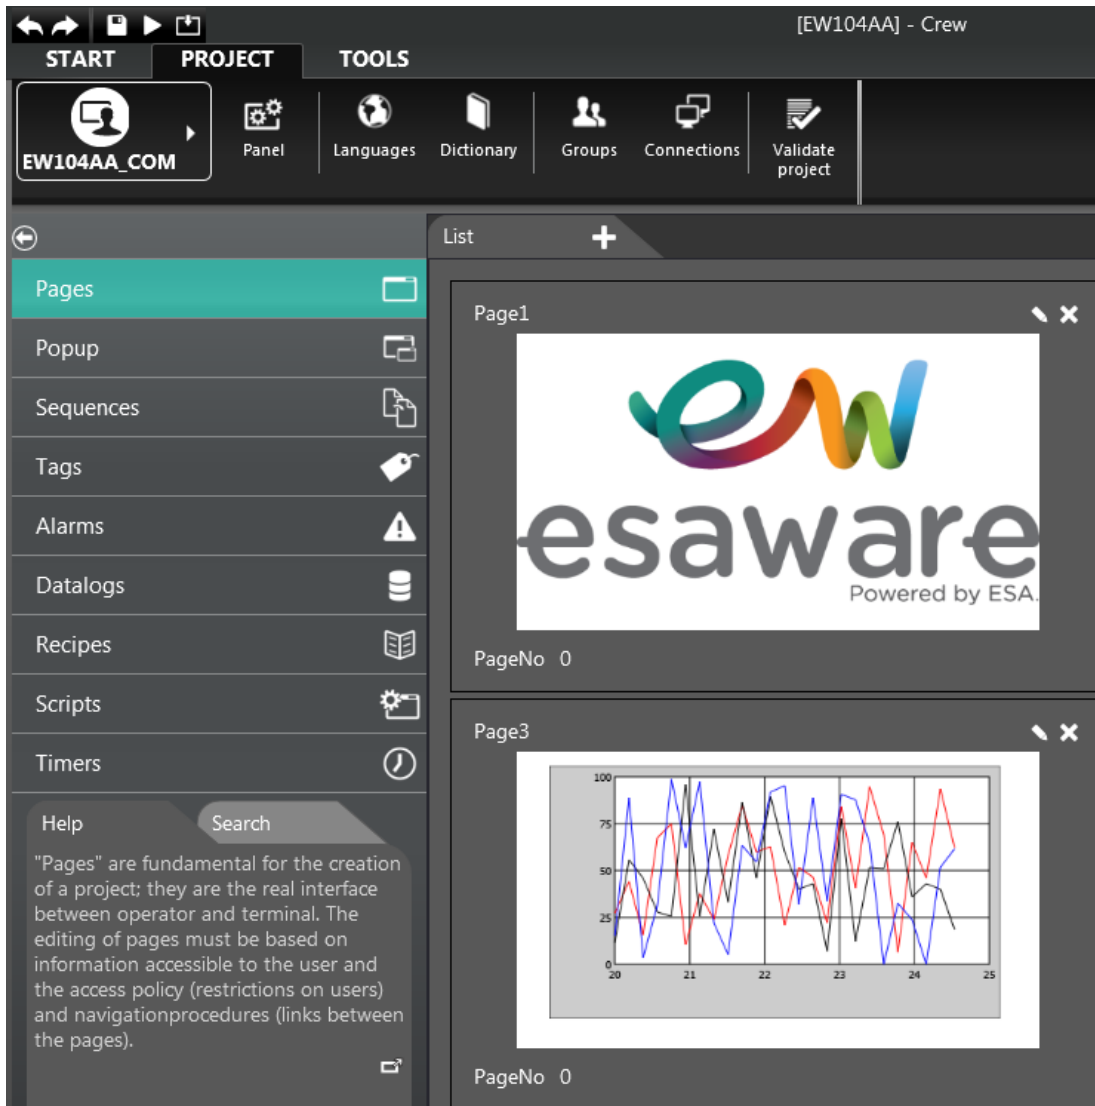 [EW104AA] - Crew
START PROJECT TOOLS
EW104AA_COM
Panel
Languages
Dictionary
Groups
Connections
Validate
project
List
Pages
Popup
Sequences
Tags
Alarms
Datalogs
Recipes
Scripts
Timers
Help Search
"Pages" are fundamental for the creation
of a project; they are the real interface
between operator and terminal. The
editing of pages must be based on
information accessible to the user and
the access policy (restrictions on users)
and navigationprocedures (links between
the pages).
Page1
ew
esaware
Powered by ESA.
PageNo 0
Page3
100
75
50
25
0
20 21 22 23 24 25
PageNo 0